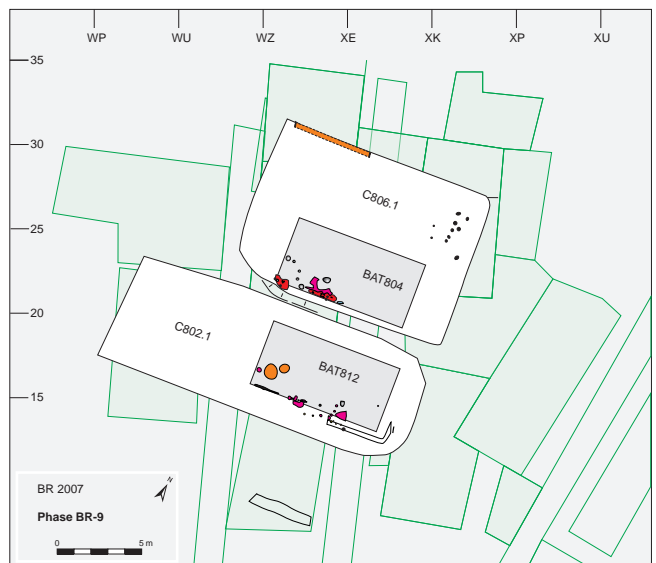 WP WU WZ XE XK XP XU
35
30
C806.1
25
BAT804
20
C802.1
BAT812
15
BR 2007
N
Phase BR-9
0 5 m